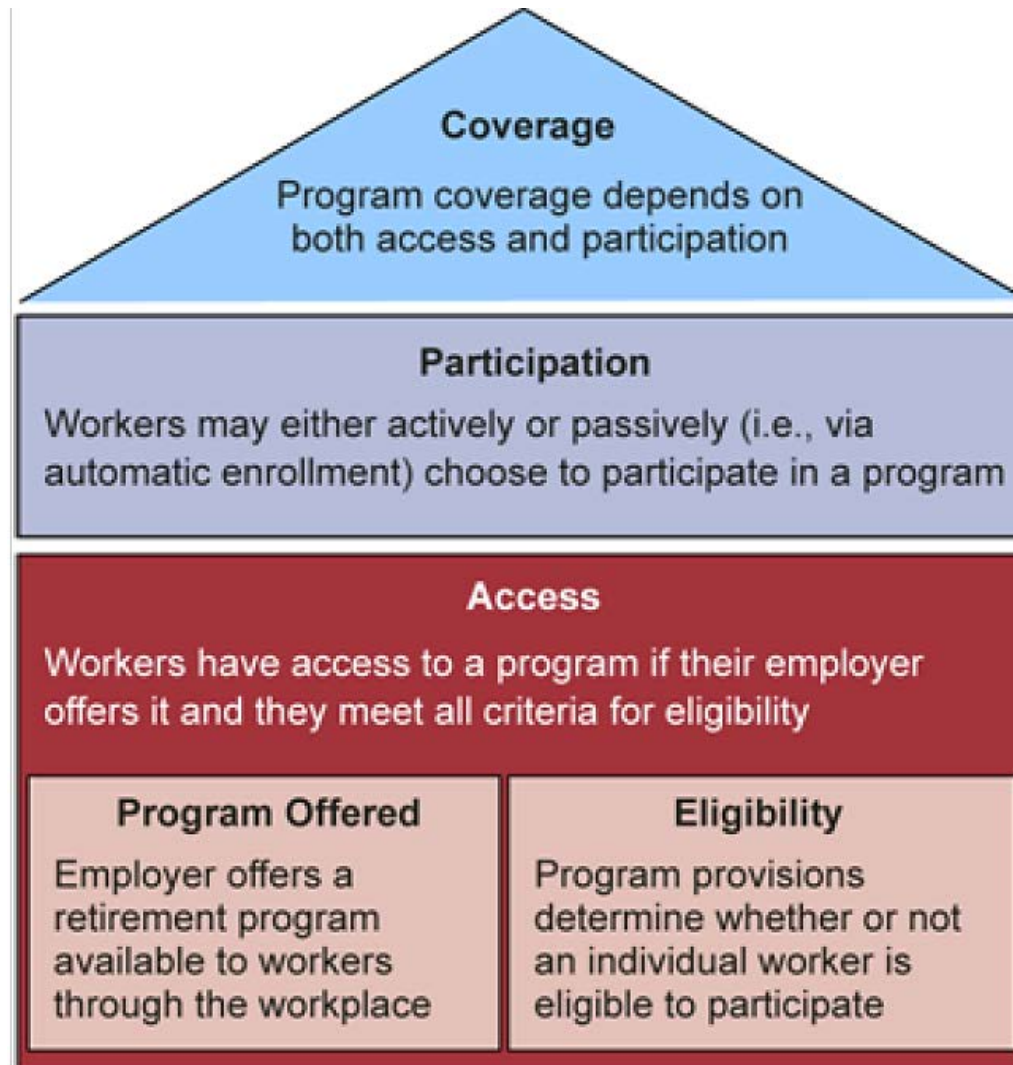 Coverage
Program coverage depends on
both access and participation
Participation
Workers may either actively or passively (i.e., via
automatic enrollment) choose to participate in a program
Access
Workers have access to a program if their employer
offers it and they meet all criteria for eligibility
Program Offered
Employer offers a
retirement program
available to workers
through the workplace
Eligibility
Program provisions
determine whether or not
an individual worker is
eligible to participate